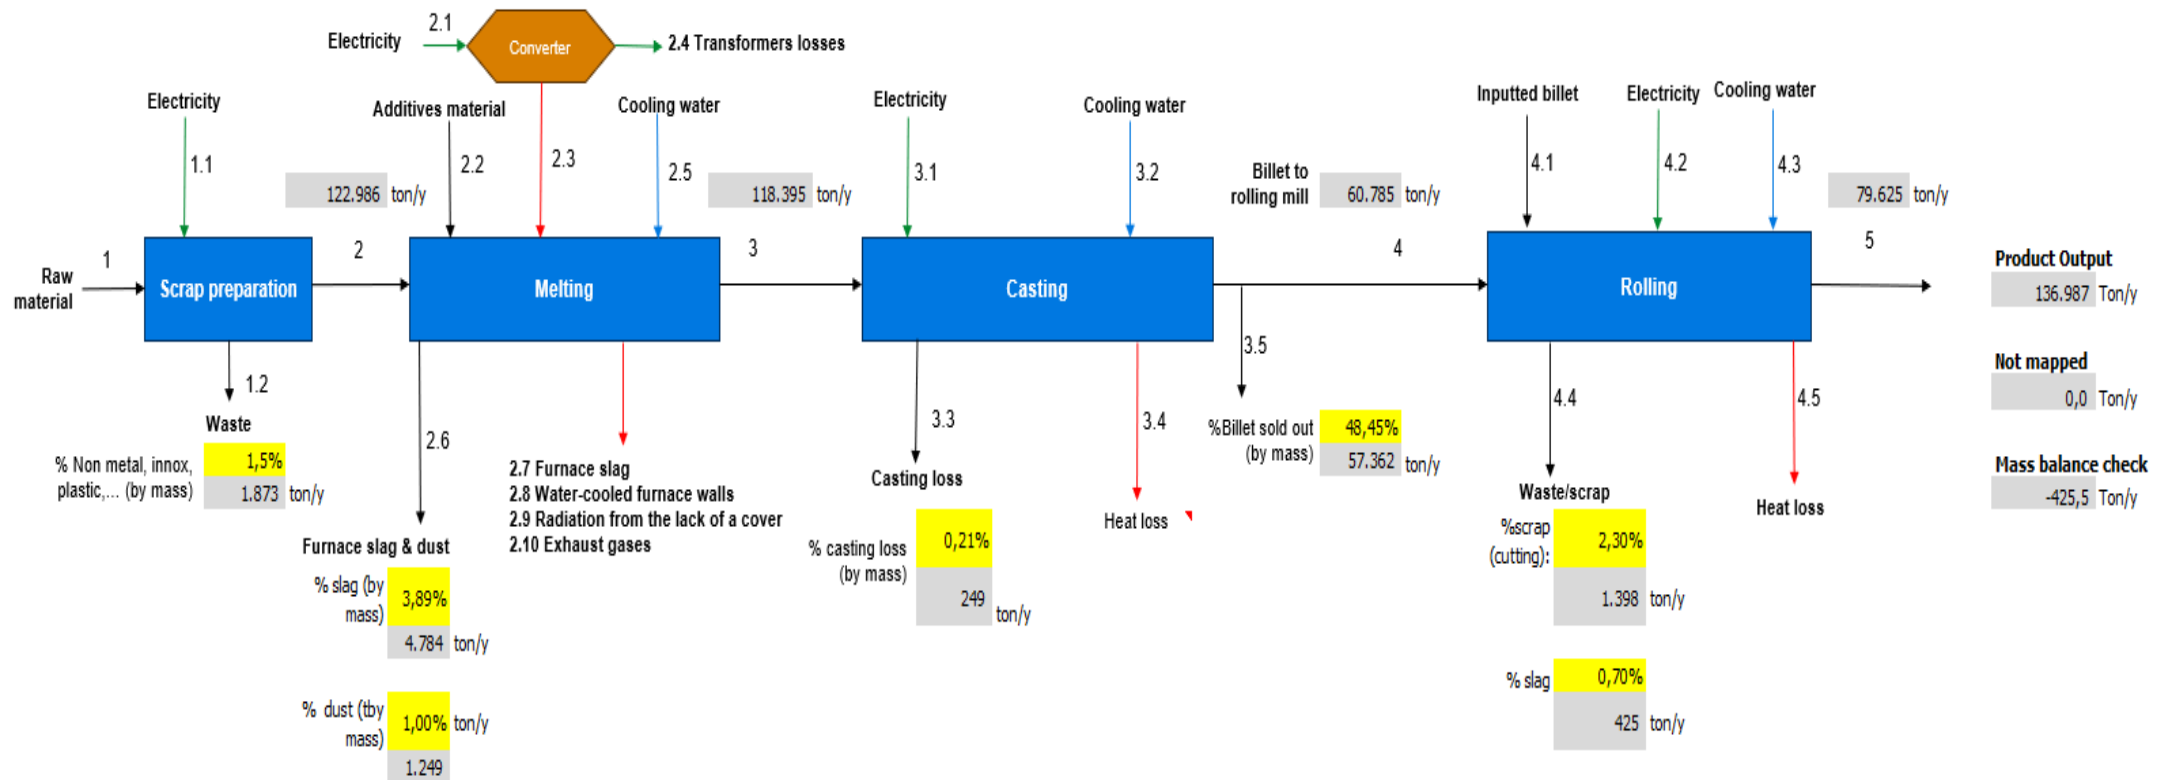 Electricity
2.1
Converter
2.4 Transformers losses
Electricity
1.1
122.986 ton/y
Additives material
2.2
2.3
Cooling water
2.5
118.395 ton/y
Electricity
3.1
Cooling water
3.2
Billet to
rolling mill
60.785 ton/y
Inputted billet
4.1
Electricity
4.2
Cooling water
4.3
79.625 ton/y
Raw
material
1
Scrap preparation
2
Melting
3
Casting
4
Rolling
5
Product Output
136.987 Ton/y
Not mapped
0,0 Ton/y
Mass balance check
-425,5 Ton/y
1.2
Waste
% Non metal, innox,
plastic,... (by mass)
1,5%
1.873 ton/y
2.6
Furnace slag & dust
% slag (by
mass)
3,89%
4.784 ton/y
% dust (tby
mass)
1,00% ton/y
1.249
2.7 Furnace slag
2.8 Water-cooled furnace walls
2.9 Radiation from the lack of a cover
2.10 Exhaust gases
3.3
Casting loss
% casting loss
(by mass)
0,21%
249 ton/y
3.4
Heat loss
3.5
%Billet sold out
(by mass)
48,45%
57.362 ton/y
4.4
Waste/scrap
%scrap
(cutting):
2,30%
1.398 ton/y
% slag
0,70%
425 ton/y
4.5
Heat loss